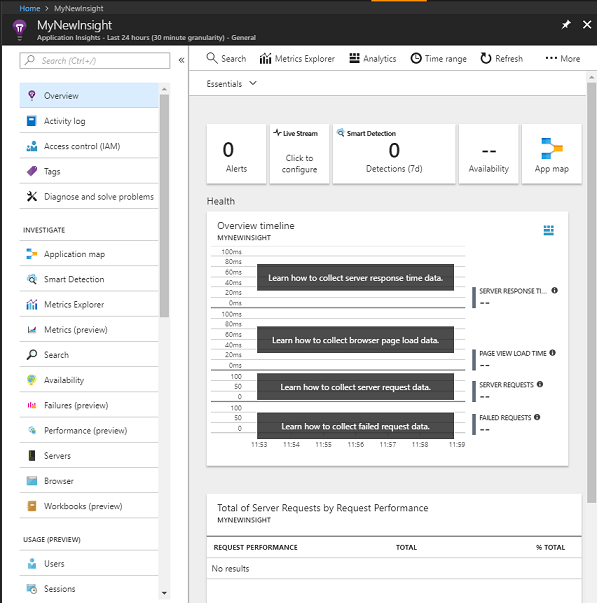 Home > MyNewInsight
MyNewInsight
Application Insights - Last 24 hours (30 minute granularity) - General
Search (Ctrl+/)
«
Overview
Activity log
Access control (IAM)
Tags
Diagnose and solve problems
INVESTIGATE
Application map
Smart Detection
Metrics Explorer
Metrics (preview)
Search
Availability
Failures (preview)
Performance (preview)
Servers
Browser
Workbooks (preview)
USAGE (PREVIEW)
Users
Sessions
Search Metrics Explorer Analytics Time range Refresh ••• More
Essentials
0
Alerts
Live Stream
Click to
configure
Smart Detection
0
Detections (7d)
--
Availability
App map
Health
Overview timeline
MYNEWINSIGHT
100ms
80ms
60ms
40ms
20ms
0ms
Learn how to collect server response time data.
SERVER RESPONSE TI...
--
100ms
80ms
60ms
40ms
20ms
0ms
Learn how to collect browser page load data.
PAGE VIEW LOAD TIME
--
100
50
0
Learn how to collect server request data.
SERVER REQUESTS
--
100
50
0
Learn how to collect failed request data.
FAILED REQUESTS
--
11:53 11:54 11:55 11:56 11:57 11:58 11:59
Total of Server Requests by Request Performance
MYNEWINSIGHT
REQUEST PERFORMANCE TOTAL % TOTAL
No results